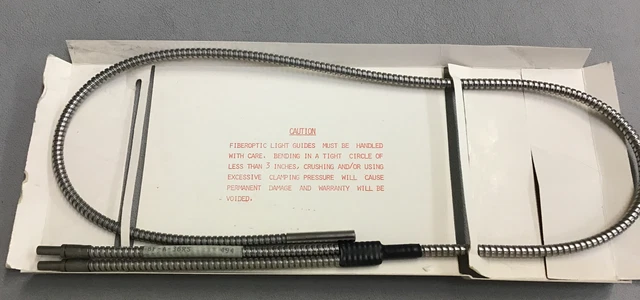 CAUTION
FIBEROPTIC LIGHT GUIDES MUST BE HANDLED
WITH CARE. BENDING IN A TIGHT CIRCLE OF
LESS THAN 3 INCHES, CRUSHING AND/OR USING
EXCESSIVE CLAMPING PRESSURE WILL CAUSE
PERMANENT DAMAGE AND WARRANTY WILL BE
VOIDED.